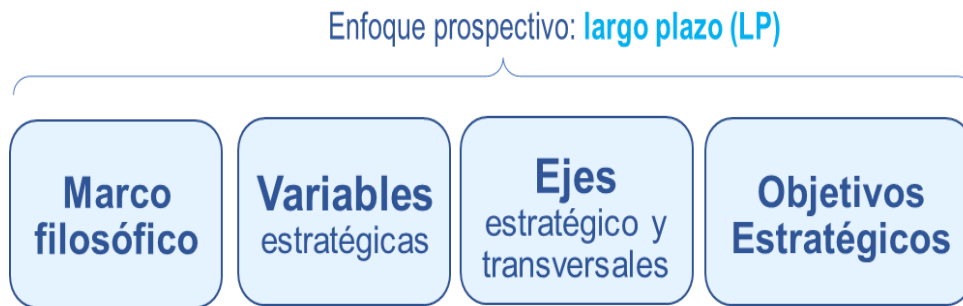 Enfoque prospectivo: largo plazo (LP)
Marco
filosófico
Variables
estratégicas
Ejes
estratégico y
transversales
Objetivos
Estratégicos